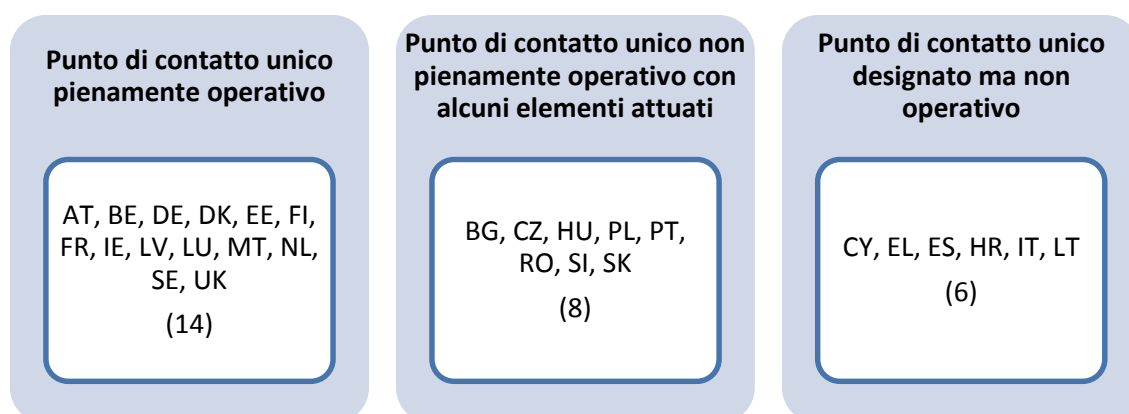 Punto di contatto unico
pienamente operativo
AT, BE, DE, DK, EE, FI,
FR, IE, LV, LU, MT, NL,
SE, UK
(14)
Punto di contatto unico non
pienamente operativo con
alcuni elementi attuati
BG, CZ, HU, PL, PT,
RO, SI, SK
(8)
Punto di contatto unico
designato ma non
operativo
CY, EL, ES, HR, IT, LT
(6)